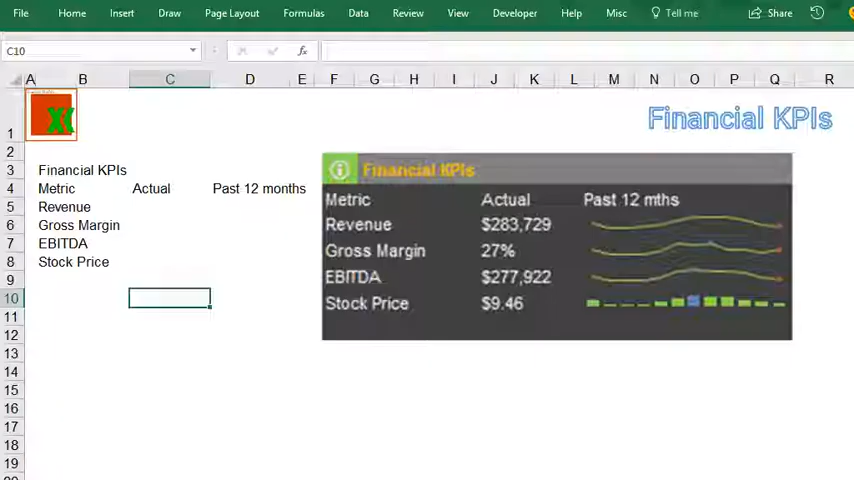 File Home Insert Draw Page Layout Formulas Data Review View Developer Help Misc Tell me Share
C10 fx
A B C D E F G H I J K L M N O P Q R
1 Financial KPIs
2
3 Financial KPIs Financial KPIs
4 Metric Actual Past 12 months
Metric Actual Past 12 mths
5 Revenue
Revenue $283,729
6 Gross Margin
Gross Margin 27%
7 EBITDA
EBITDA $277,922
8 Stock Price
Stock Price $9.46
9
10
11
12
13
14
15
16
17
18
19